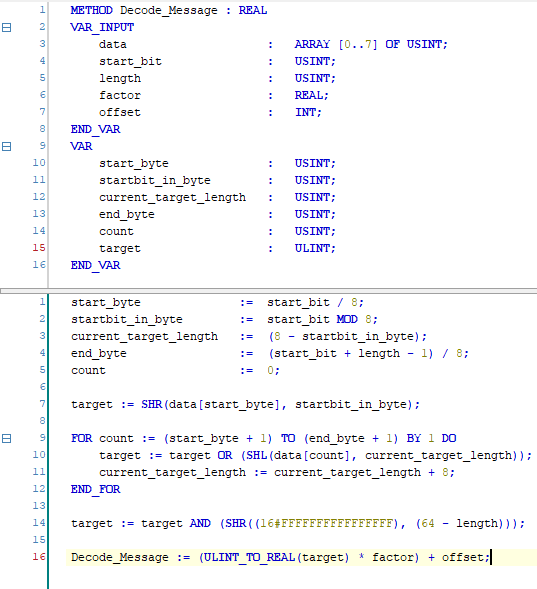 1 METHOD Decode_Message : REAL
2 VAR_INPUT
3 data : ARRAY [0..7] OF USINT;
4 start_bit : USINT;
5 length : USINT;
6 factor : REAL;
7 offset : INT;
8 END_VAR
9 VAR
10 start_byte : USINT;
11 startbit_in_byte : USINT;
12 current_target_length : USINT;
13 end_byte : USINT;
14 count : USINT;
15 target : ULINT;
16 END_VAR
1 start_byte := start_bit / 8;
2 startbit_in_byte := start_bit MOD 8;
3 current_target_length := (8 - startbit_in_byte);
4 end_byte := (start_bit + length - 1) / 8;
5 count := 0;
6
7 target := SHR(data[start_byte], startbit_in_byte);
8
9 FOR count := (start_byte + 1) TO (end_byte + 1) BY 1 DO
10 target := target OR (SHL(data[count], current_target_length));
11 current_target_length := current_target_length + 8;
12 END_FOR
13
14 target := target AND (SHR((16#FFFFFFFFFFFFFFFF), (64 - length)));
15
16 Decode_Message := (ULINT_TO_REAL(target) * factor) + offset;